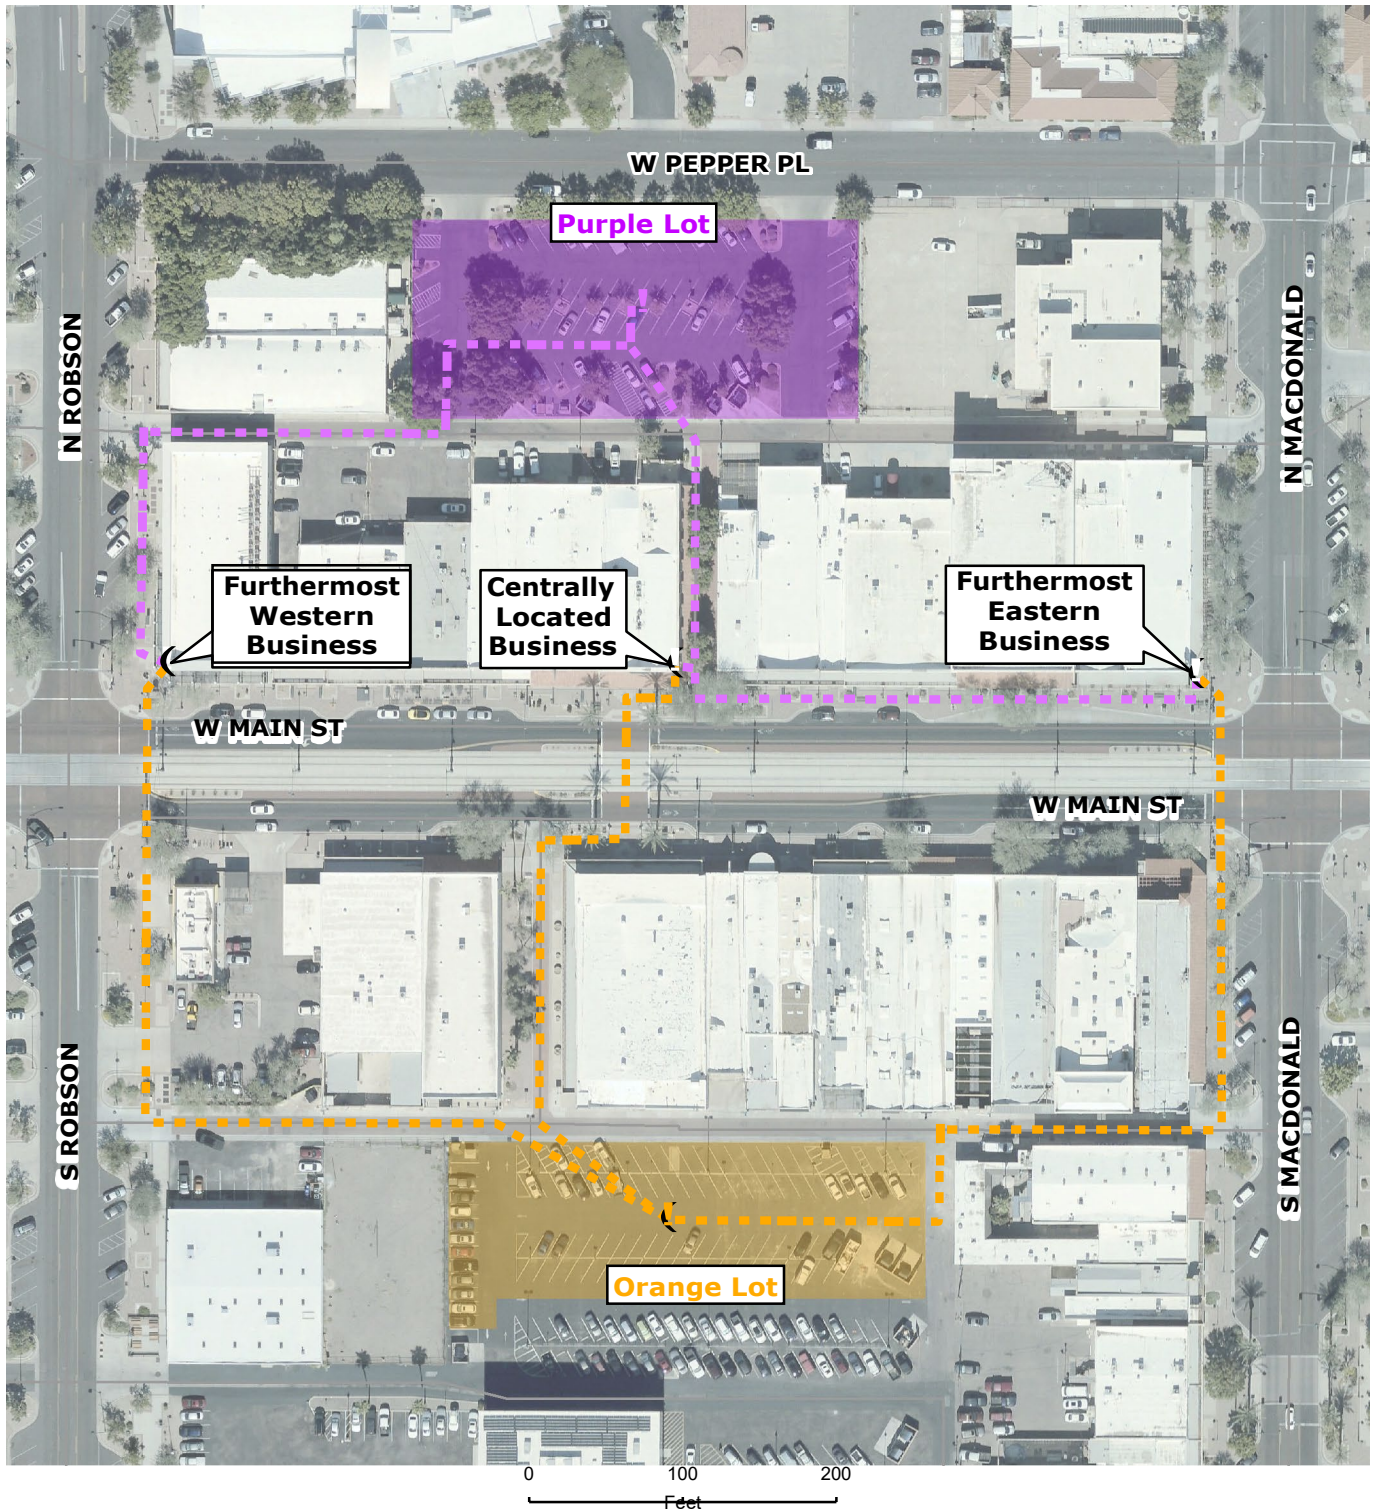 W PEPPER PL
Purple Lot
N ROBSON
N MACDONALD
Furthermost
Western
Business
Centrally
Located
Business
Furthermost
Eastern
Business
W MAIN ST
W MAIN ST
S ROBSON
S MACDONALD
Orange Lot
0 100 200
Feet